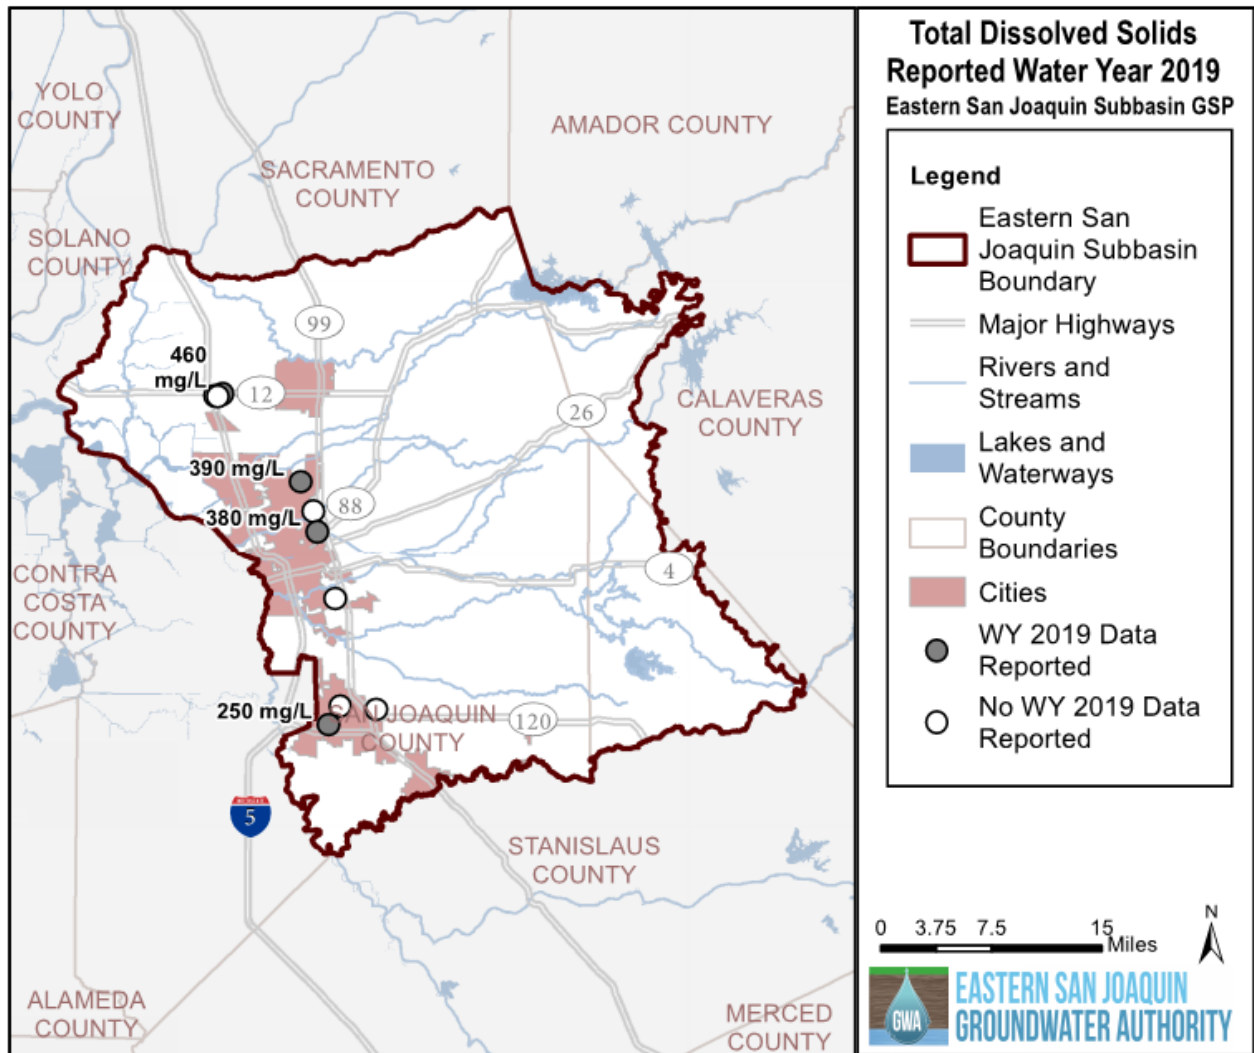 YOLO
COUNTY
AMADOR COUNTY
SACRAMENTO
COUNTY
SOLANO
COUNTY
99
460
mg/L
12
26
CALAVERAS
COUNTY
390 mg/L
88
380 mg/L
4
CONTRA
COSTA
COUNTY
250 mg/L
SAN JOAQUIN
COUNTY
120
5
STANISLAUS
COUNTY
ALAMEDA
COUNTY
MERCED
COUNTY
Total Dissolved Solids
Reported Water Year 2019
Eastern San Joaquin Subbasin GSP
Legend
Eastern San
Joaquin Subbasin
Boundary
Major Highways
Rivers and
Streams
Lakes and
Waterways
County
Boundaries
Cities
WY 2019 Data
Reported
No WY 2019 Data
Reported
0 3.75 7.5 15
Miles
N
GWA
EASTERN SAN JOAQUIN
GROUNDWATER AUTHORITY